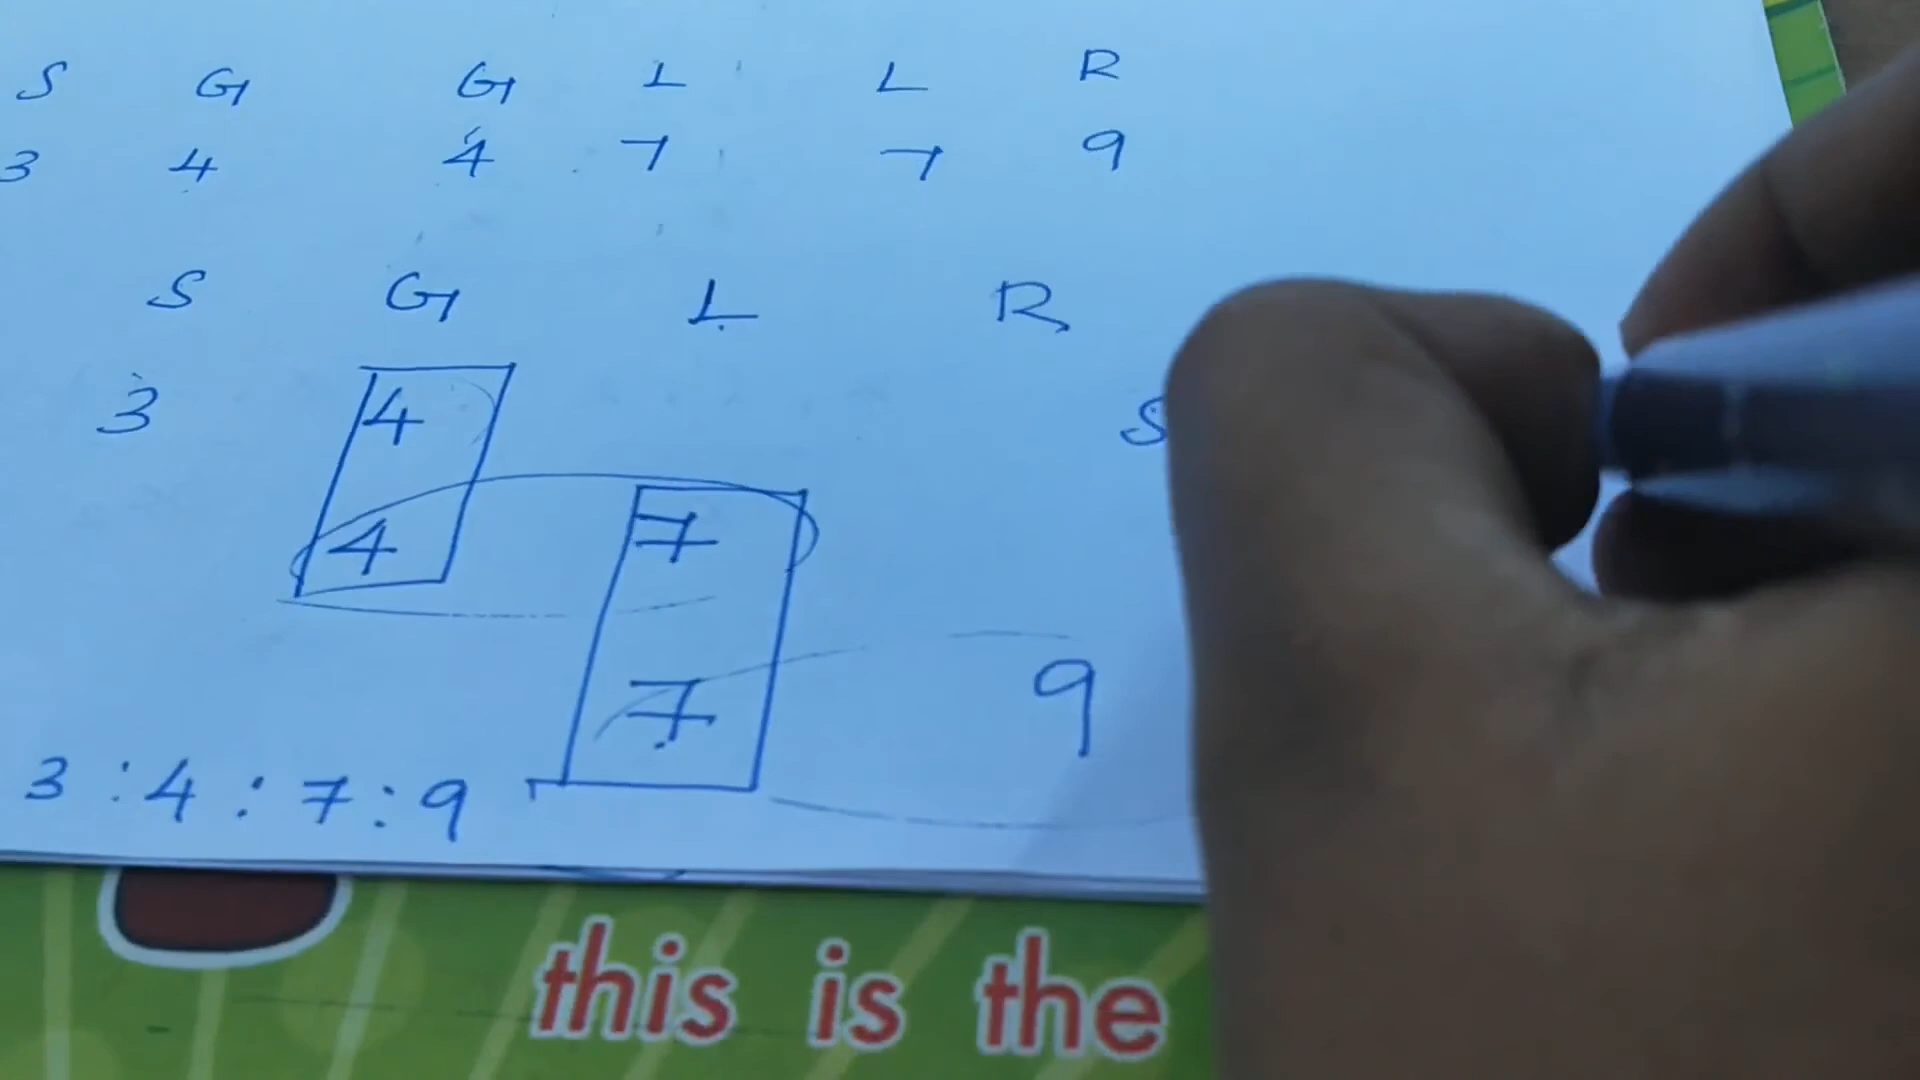 S G G L L R
3 4 4 7 7 9
S G L R
3 4 S
4 7
7 9
3 : 4 : 7 : 9
this is the